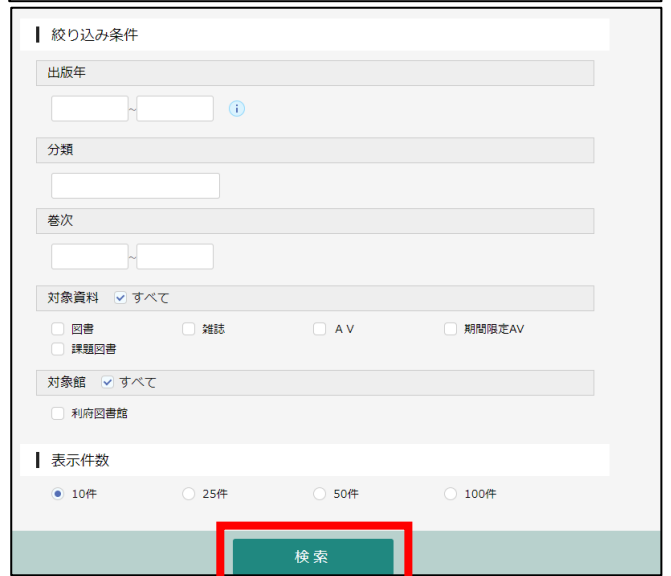 絞り込み条件
出版年
~
分類
巻次
~
対象資料 すべて
図書 雑誌 AV 期間限定AV
課題図書
対象館 すべて
利府図書館
表示件数
10件 25件 50件 100件
検索